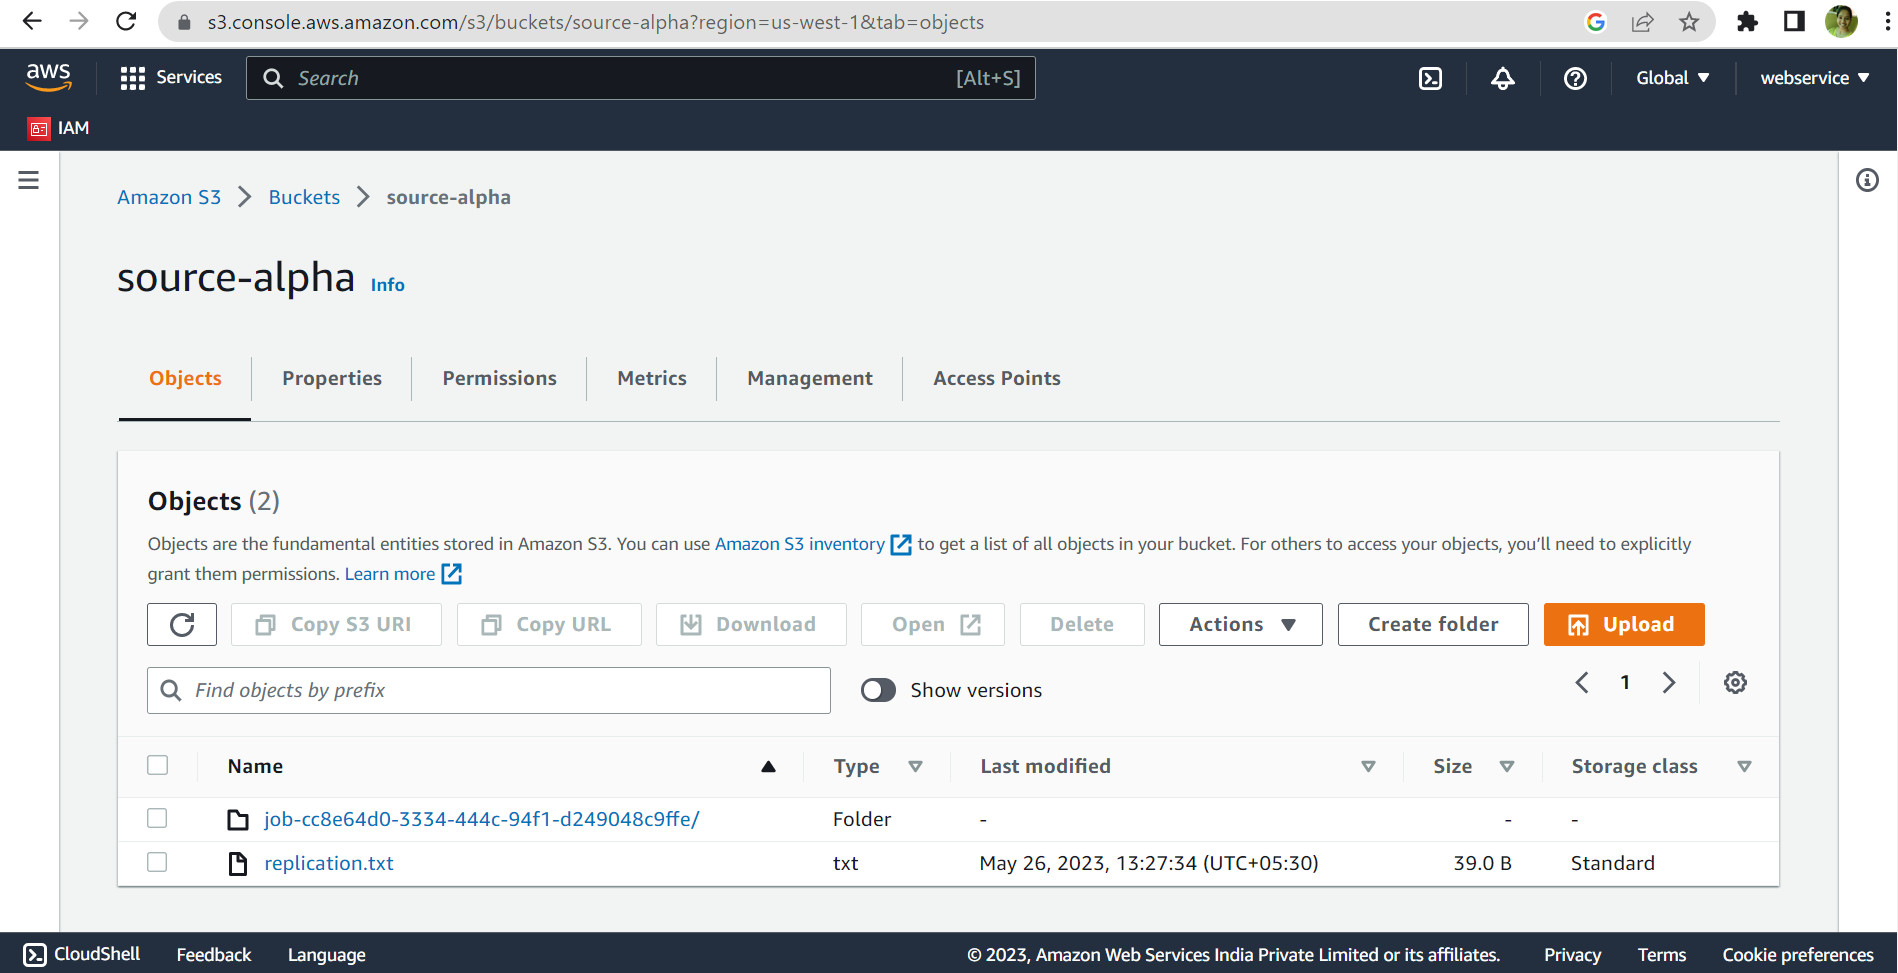 s3.console.aws.amazon.com/s3/buckets/source-alpha?region=us-west-1&tab=objects
aws Services Search [Alt+S] Global webservice
IAM
Amazon S3 Buckets source-alpha
source-alpha Info
Objects Properties Permissions Metrics Management Access Points
Objects (2)
Objects are the fundamental entities stored in Amazon S3. You can use Amazon S3 inventory to get a list of all objects in your bucket. For others to access your objects, you’ll need to explicitly
grant them permissions. Learn more
Copy S3 URI Copy URL Download Open Delete Actions Create folder Upload
Find objects by prefix Show versions 1
Name Type Last modified Size Storage class
job-cc8e64d0-3334-444c-94f1-d249048c9ffe/ Folder - - -
replication.txt txt May 26, 2023, 13:27:34 (UTC+05:30) 39.0 B Standard
CloudShell Feedback Language © 2023, Amazon Web Services India Private Limited or its affiliates. Privacy Terms Cookie preferences